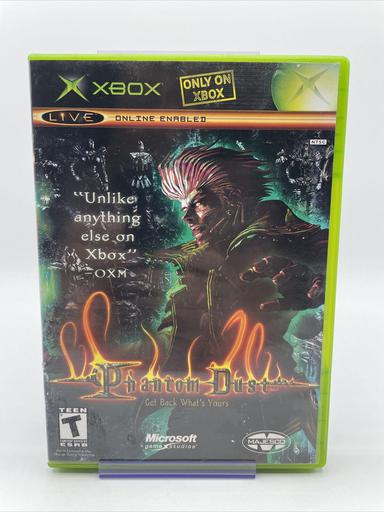 XBOX
ONLY ON
XBOX
LIVE
ONLINE ENABLED
NTSC
"Unlike
anything
else on
Xbox"
-OXM
Phantom Dust
Get Back What's Yours
TEEN
T
ESRB
Microsoft
game studios
MAJESCO